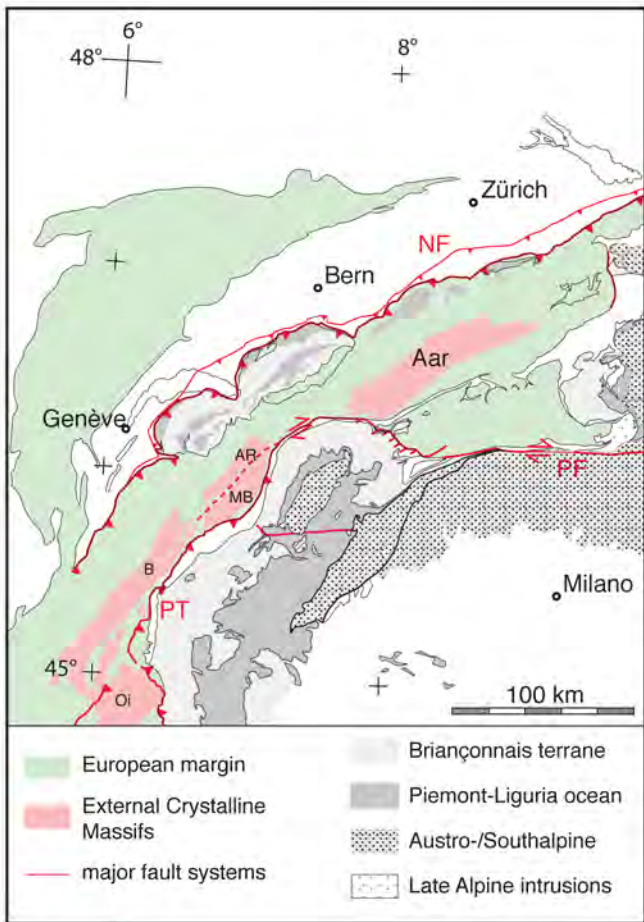 6°
48°
8°
Zürich
NF
Bern
Aar
Genève
AR
MB
PF
B
Milano
PT
45°
Oi
100 km
European margin
External Crystalline
Massifs
major fault systems
Briançonnais terrane
Piemont-Liguria ocean
Austro-/Southalpine
Late Alpine intrusions